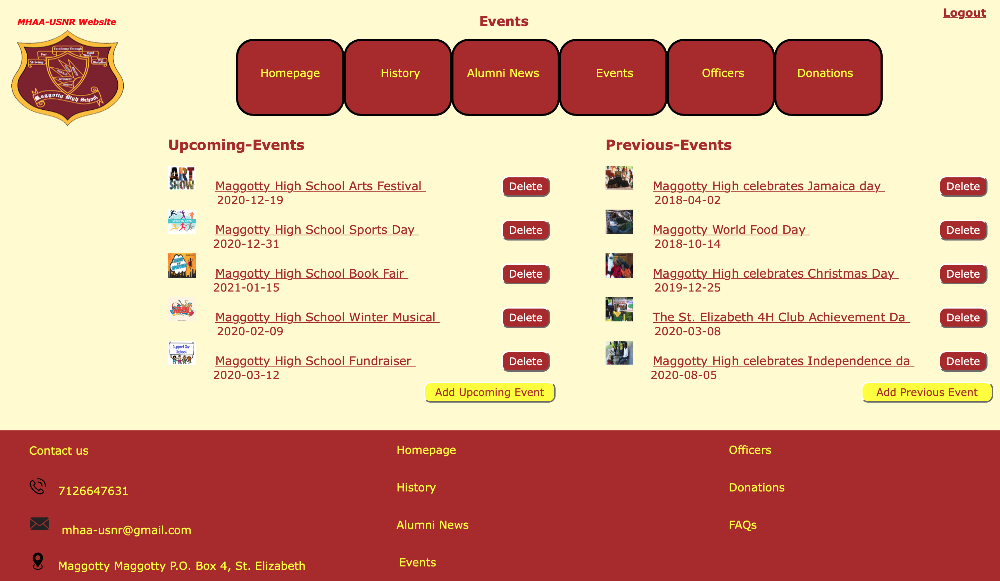 Logout
MHAA-USNR Website
Events
Excellence Through
For
Hard
Work,
Striving
and
Discipline
RESOLVE
INDUSTRY
INTEGRITY
HONESTY
Maggotty High School
Homepage
History
Alumni News
Events
Officers
Donations
Upcoming-Events
ART
SHOW
Maggotty High School Arts Festival
2020-12-19
Delete
SPORTS DAYS
Maggotty High School Sports Day
2020-12-31
Delete
Maggotty High School Book Fair
2021-01-15
Delete
Maggotty High School Winter Musical
2020-02-09
Delete
Support Our
School
Maggotty High School Fundraiser
2020-03-12
Delete
Add Upcoming Event
Previous-Events
Maggotty High celebrates Jamaica day
2018-04-02
Delete
Maggotty World Food Day
2018-10-14
Delete
Maggotty High celebrates Christmas Day
2019-12-25
Delete
The St. Elizabeth 4H Club Achievement Da
2020-03-08
Delete
Maggotty High celebrates Independence da
2020-08-05
Delete
Add Previous Event
Contact us
7126647631
mhaa-usnr@gmail.com
Maggotty Maggotty P.O. Box 4, St. Elizabeth
Homepage
History
Alumni News
Events
Officers
Donations
FAQs